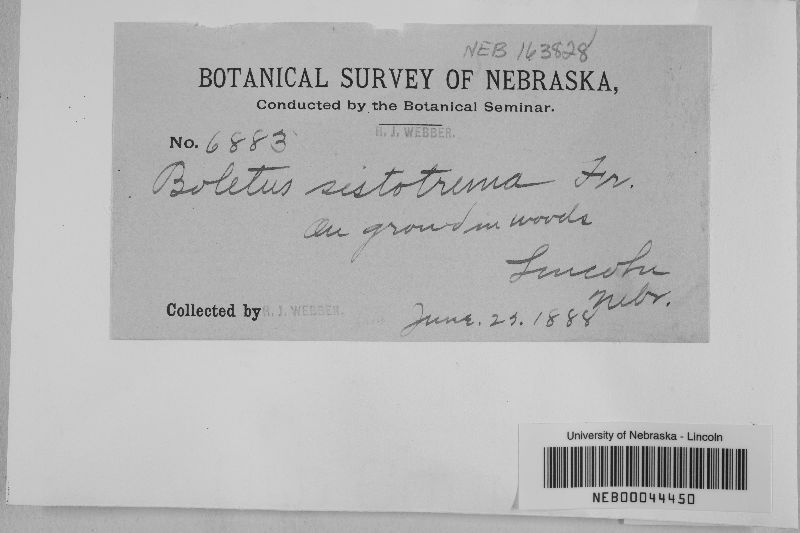 NEB 163828
BOTANICAL SURVEY OF NEBRASKA,
Conducted by the Botanical Seminar.
H. J. WEBBER.
No. 6883
Boletus sistotrema Fr.
On ground in woods
Lincoln
Nebr.
Collected by H. J. WEBBER.
June. 29. 1888
University of Nebraska - Lincoln
NEB00044450